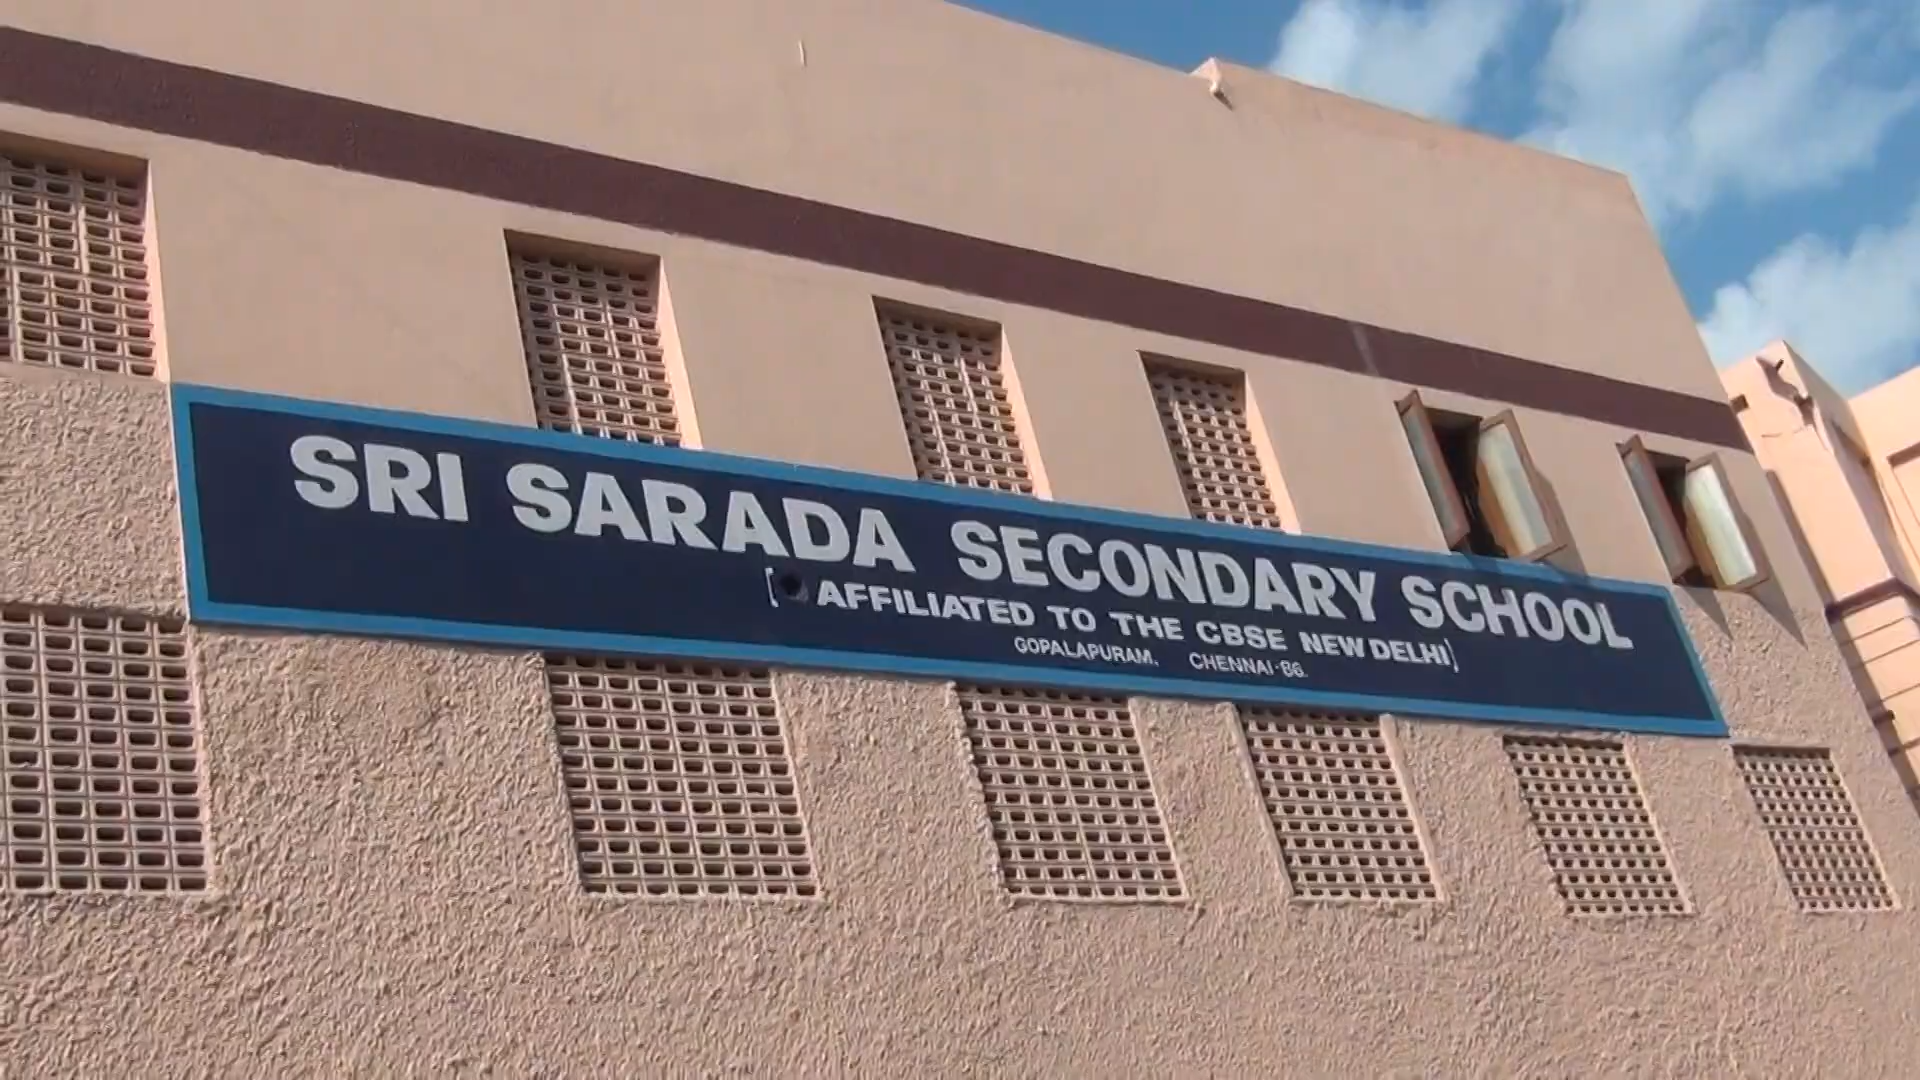 SRI SARADA SECONDARY SCHOOL
[ AFFILIATED TO THE CBSE NEW DELHI)
GOPALAPURAM. CHENNAI-86.